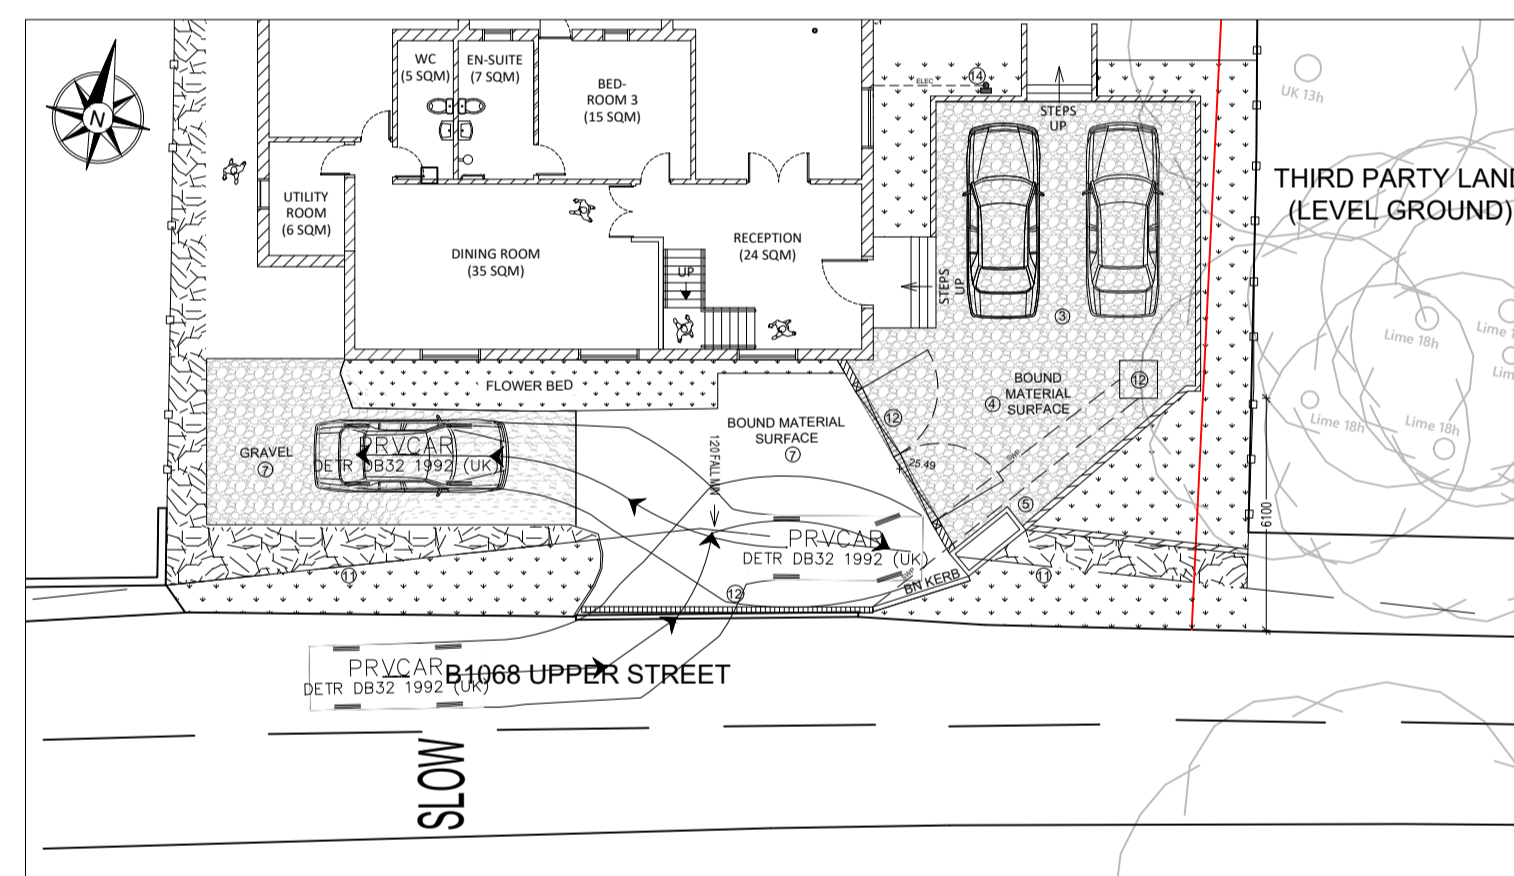 N
WC
(5 SQM)
EN-SUITE
(7 SQM)
BED-
ROOM 3
(15 SQM)
UTILITY
ROOM
(6 SQM)
DINING ROOM
(35 SQM)
RECEPTION
(24 SQM)
UP
ELEC
14
STEPS
UP
STEPS
UP
3
UK 13h
THIRD PARTY LAND
(LEVEL GROUND)
Lime 18h
Lime 18h
Lime 18h
FLOWER BED
BOUND MATERIAL
SURFACE
7
BOUND
MATERIAL
SURFACE
4
12
12
25.49
5
SWP
GRAVEL
7
PRVCAR
DETR DB32 1992 (UK)
PRVCAR
DETR DB32 1992 (UK)
12
SWP
BN KERB
11
11
6100
PRVCAR
DETR DB32 1992 (UK)
B1068 UPPER STREET
SLOW